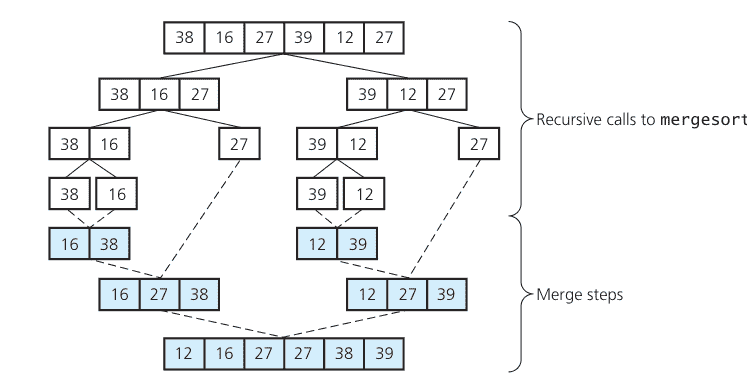 38 16 27 39 12 27
38 16 27 39 12 27
Recursive calls to mergesort
38 16 27 39 12 27
38 16 39 12
16 38 12 39
16 27 38 12 27 39
Merge steps
12 16 27 27 38 39